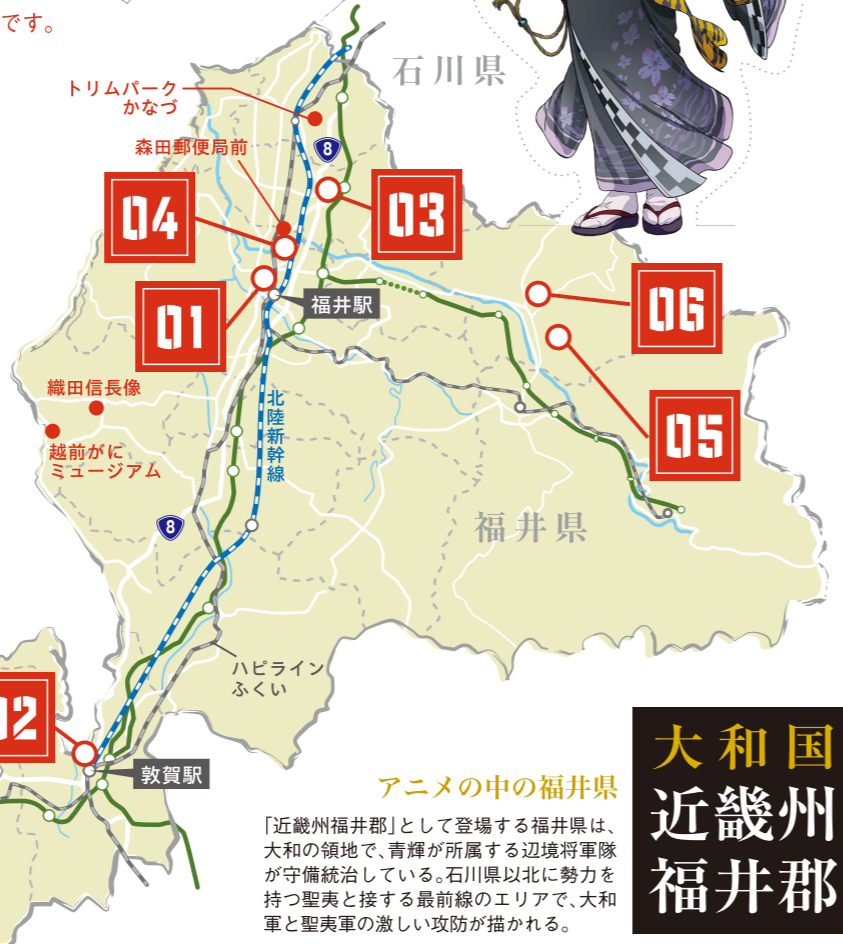 です。
石川県
トリムパーク
かなづ
森田郵便局前
8
04
03
01
福井駅
06
05
織田信長像
越前がに
ミュージアム
北陸新幹線
8
福井県
ハピライン
ふくい
02
敦賀駅
アニメの中の福井県
「近畿州福井郡」として登場する福井県は、
大和の領地で、青輝が所属する辺境将軍隊
が守備統治している。石川県以北に勢力を
持つ聖夷と接する最前線のエリアで、大和
軍と聖夷軍の激しい攻防が描かれる。
大和国
近畿州
福井郡